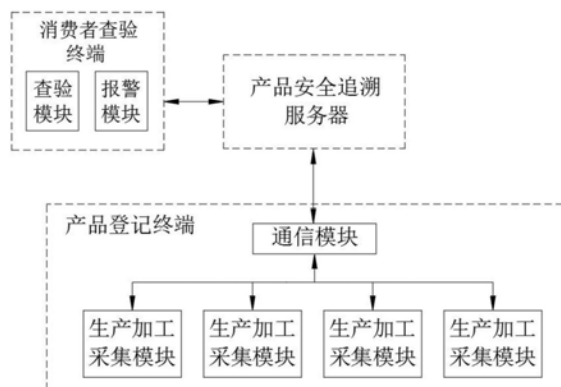 消费者查验
终端
查验
模块
报警
模块
产品安全追溯
服务器
产品登记终端
通信模块
生产加工
采集模块
生产加工
采集模块
生产加工
采集模块
生产加工
采集模块